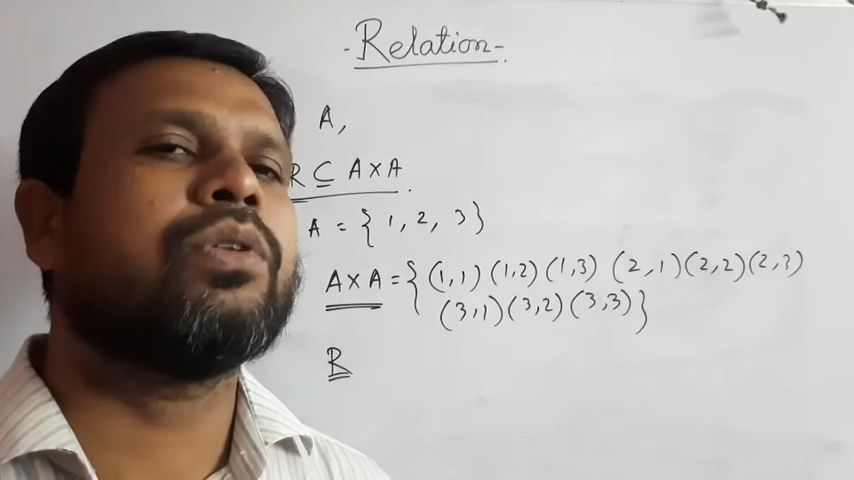 -Relation-.
A,
R ⊆ A×A.
A = {1, 2, 3}
A×A = {(1,1)(1,2)(1,3) (2,1)(2,2)(2,3)
(3,1)(3,2)(3,3)}
R